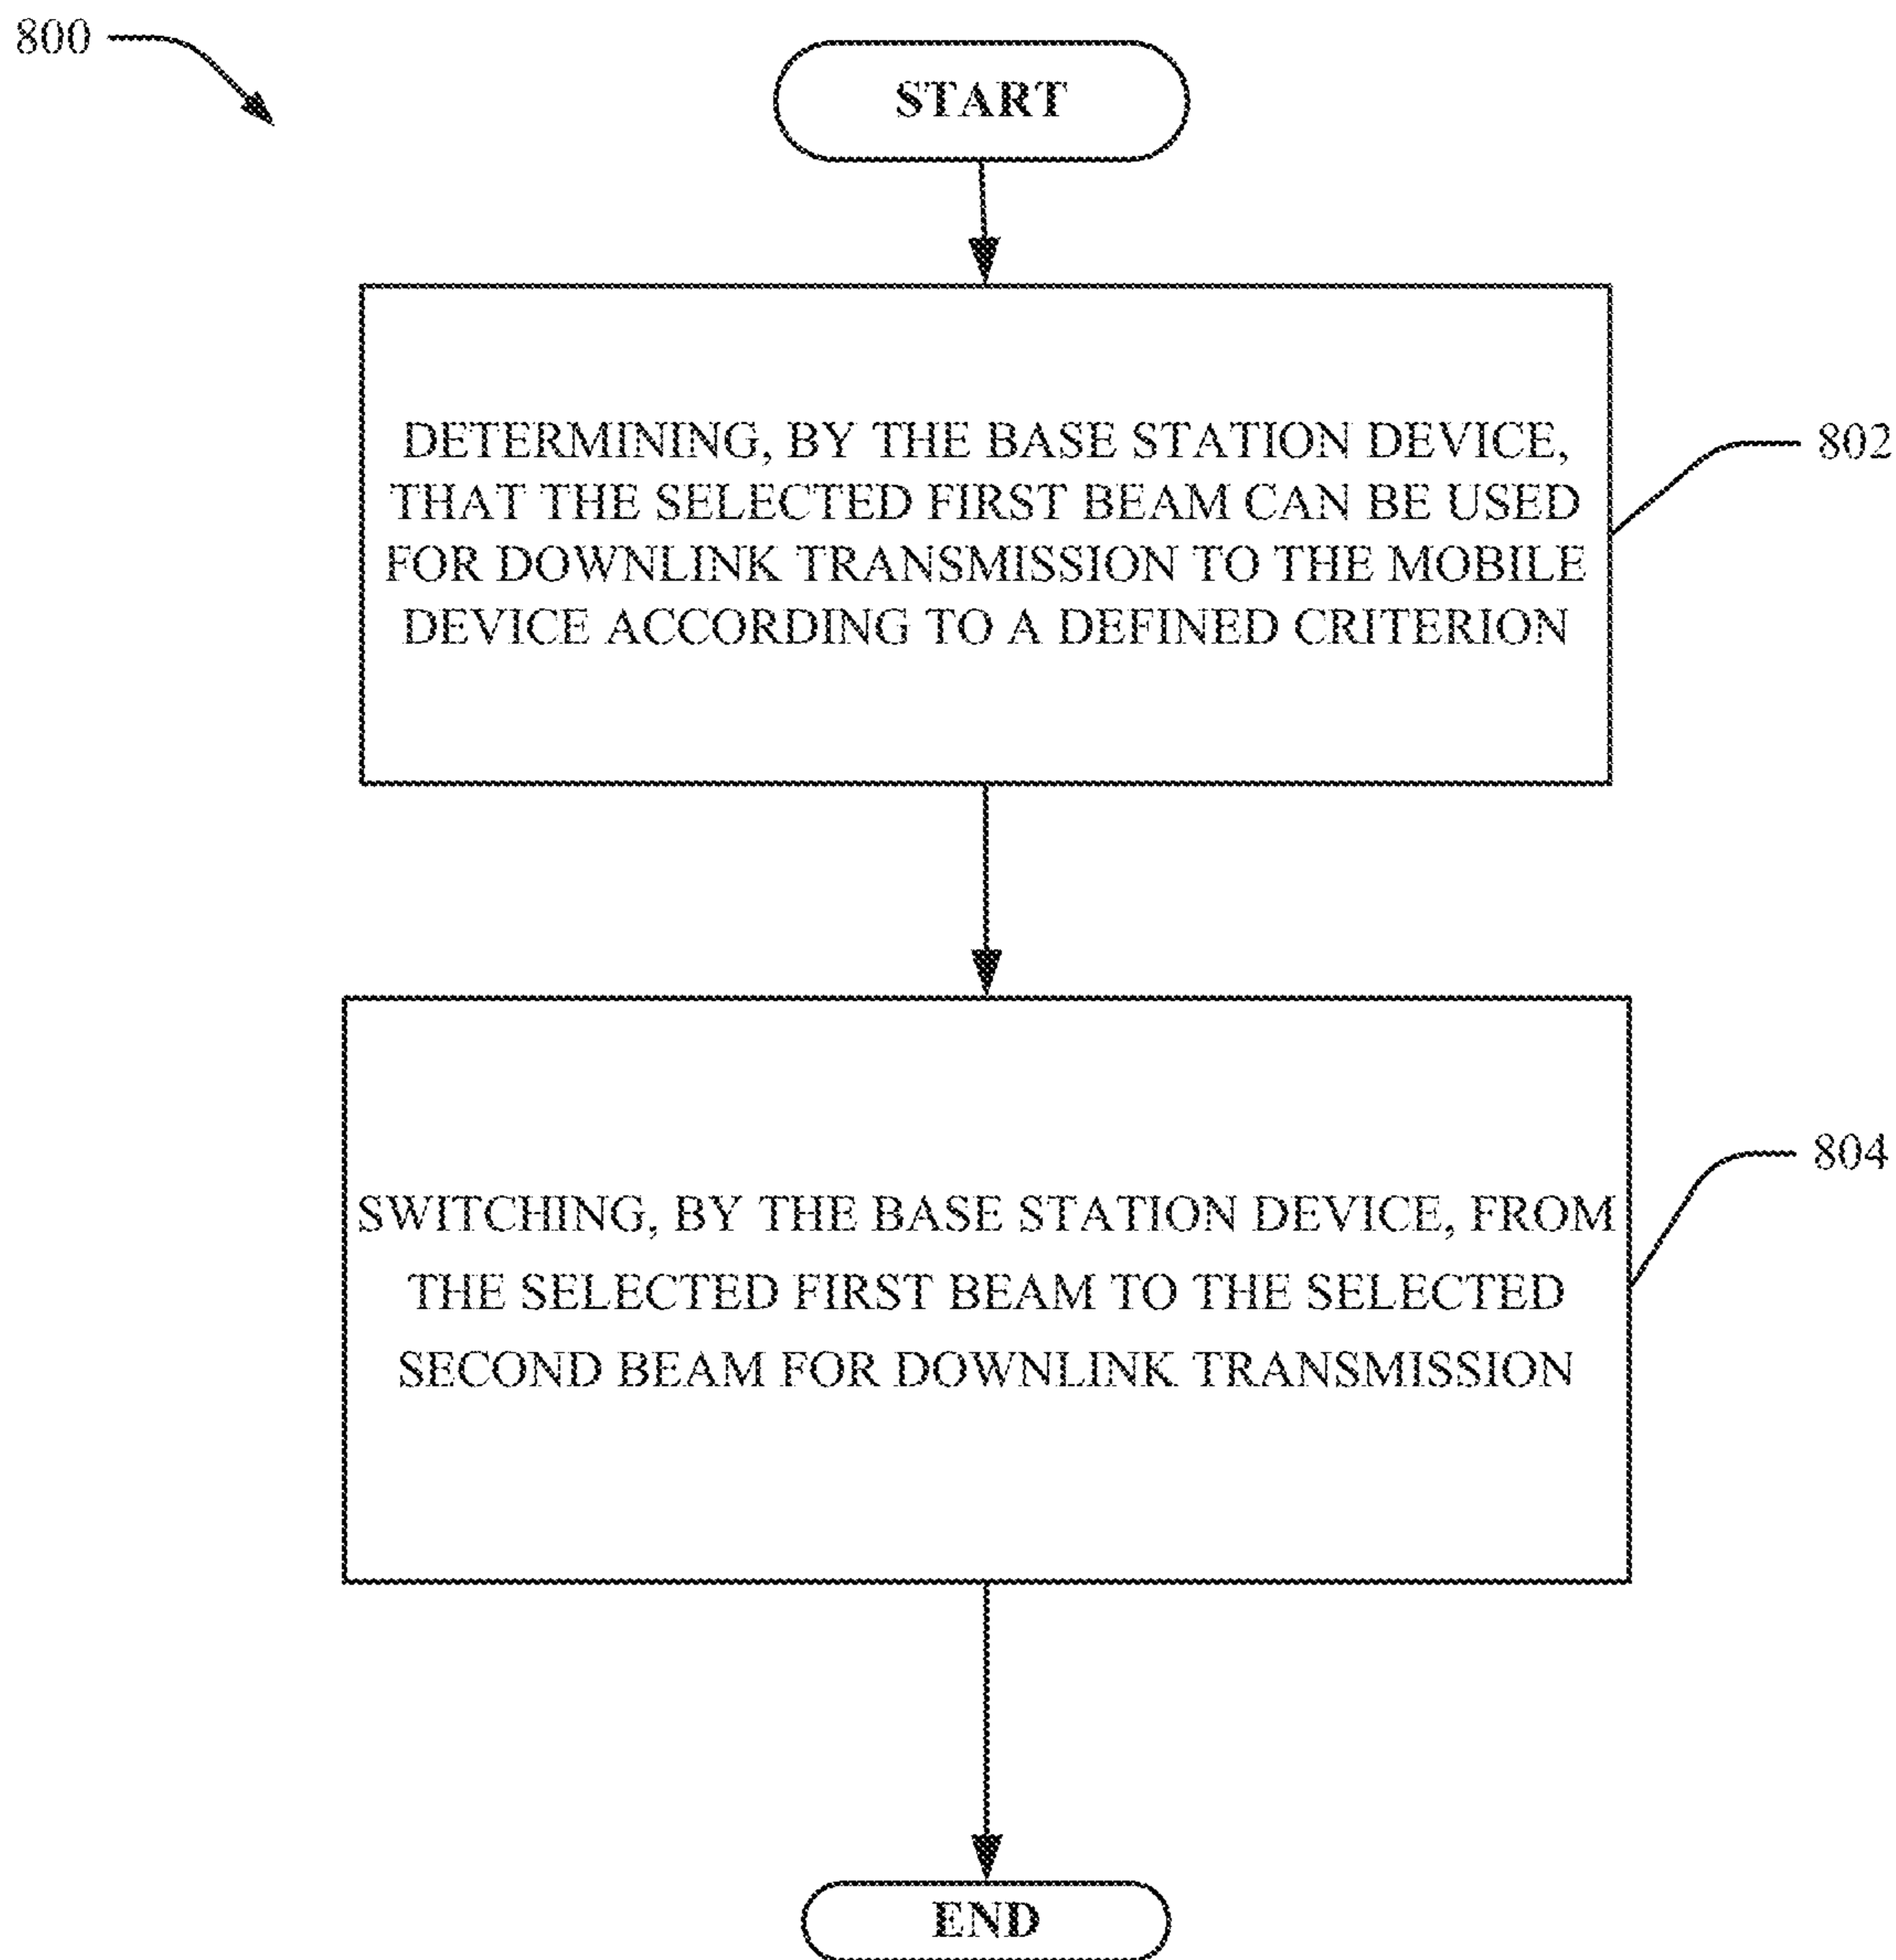 800
START
DETERMINING, BY THE BASE STATION DEVICE,
THAT THE SELECTED FIRST BEAM CAN BE USED
FOR DOWNLINK TRANSMISSION TO THE MOBILE
DEVICE ACCORDING TO A DEFINED CRITERION
802
SWITCHING, BY THE BASE STATION DEVICE, FROM
THE SELECTED FIRST BEAM TO THE SELECTED
SECOND BEAM FOR DOWNLINK TRANSMISSION
804
END